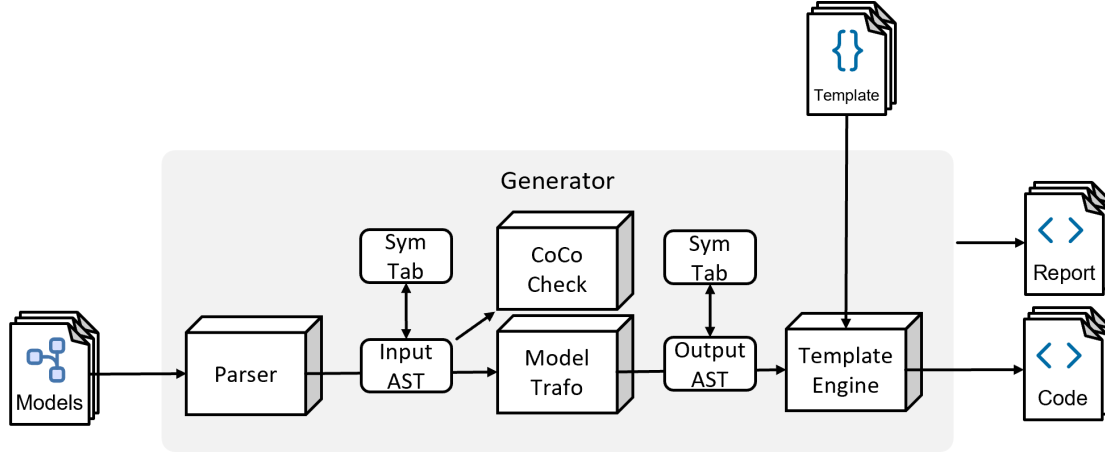 Template
Generator
Sym
Tab
CoCo
Check
Sym
Tab
Report
Models
Parser
Input
AST
Model
Trafo
Output
AST
Template
Engine
Code